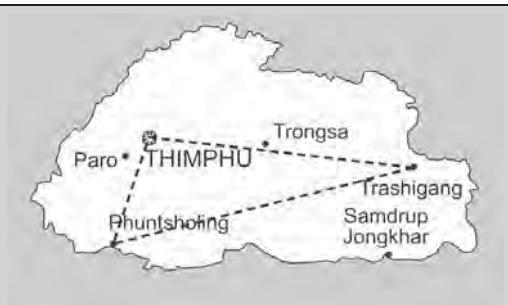 Trongsa
Paro
THIMPHU
Trashigang
Phuntsholing
Samdrup
Jongkhar